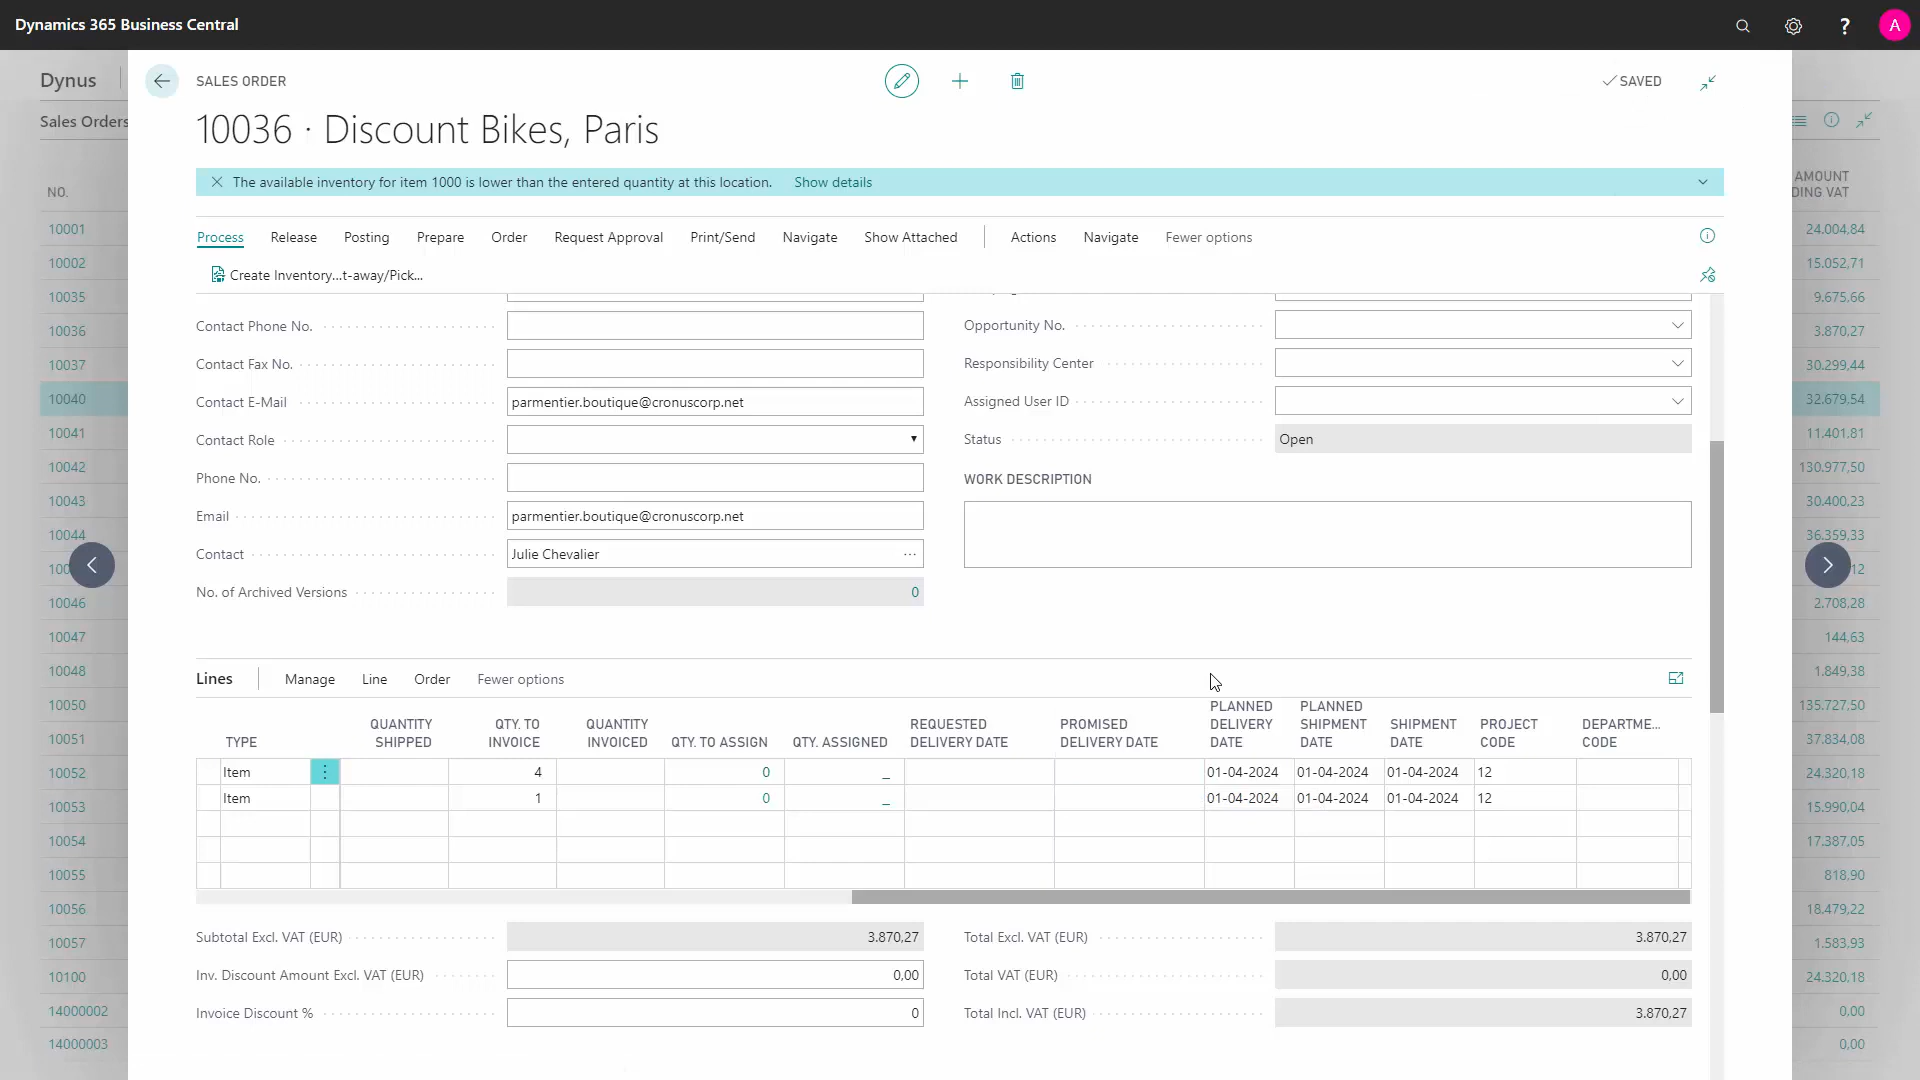 Dynamics 365 Business Central
?
A
Dynus
SALES ORDER
SAVED
Sales Orders
10036 · Discount Bikes, Paris
The available inventory for item 1000 is lower than the entered quantity at this location. Show details
NO.
AMOUNT
DING VAT
Process Release Posting Prepare Order Request Approval Print/Send Navigate Show Attached Actions Navigate Fewer options
Create Inventory...t-away/Pick...
10001 24.004,84
10002 15.052,71
10035 9.675,66
10036 3.870,27
10037 30.299,44
10040 32.679,54
10041 11.401,81
10042 130.977,50
10043 30.400,23
10044 36.359,33
100 12
10046 2.708,28
10047 144,63
10048 1.849,38
10050 135.727,50
10051 37.834,08
10052 24.320,18
10053 15.990,04
10054 17.387,05
10055 818,90
10056 18.479,22
10057 1.583,93
10100 24.320,18
14000002 0,00
14000003 0,00
Contact Phone No.
Contact Fax No.
Contact E-Mail parmentier.boutique@cronuscorp.net
Contact Role
Phone No.
Email parmentier.boutique@cronuscorp.net
Contact Julie Chevalier ...
No. of Archived Versions 0
Opportunity No.
Responsibility Center
Assigned User ID
Status Open
WORK DESCRIPTION
Lines Manage Line Order Fewer options
TYPE
QUANTITY SHIPPED
QTY. TO INVOICE
QUANTITY INVOICED
QTY. TO ASSIGN
QTY. ASSIGNED
REQUESTED DELIVERY DATE
PROMISED DELIVERY DATE
PLANNED DELIVERY DATE
PLANNED SHIPMENT DATE
SHIPMENT DATE
PROJECT CODE
DEPARTME... CODE
Item 4 0 _ 01-04-2024 01-04-2024 01-04-2024 12
Item 1 0 _ 01-04-2024 01-04-2024 01-04-2024 12
Subtotal Excl. VAT (EUR) 3.870,27
Inv. Discount Amount Excl. VAT (EUR) 0,00
Invoice Discount % 0
Total Excl. VAT (EUR) 3.870,27
Total VAT (EUR) 0,00
Total Incl. VAT (EUR) 3.870,27